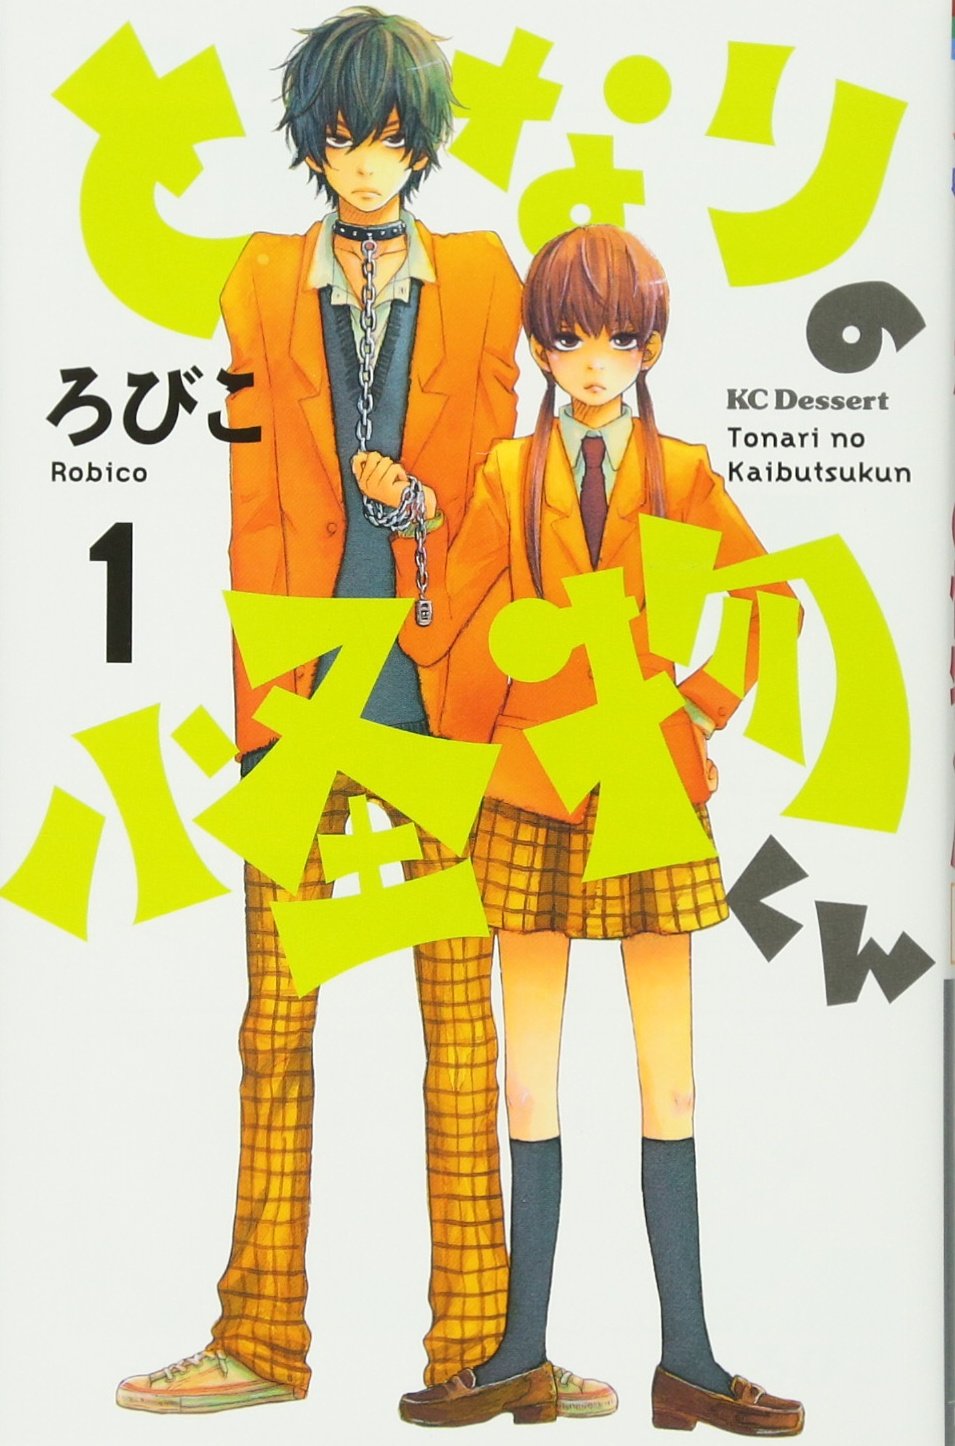 となりの
ろびこ
Robico
1
KC Dessert
Tonari no
Kaibutsukun
怪物
くん